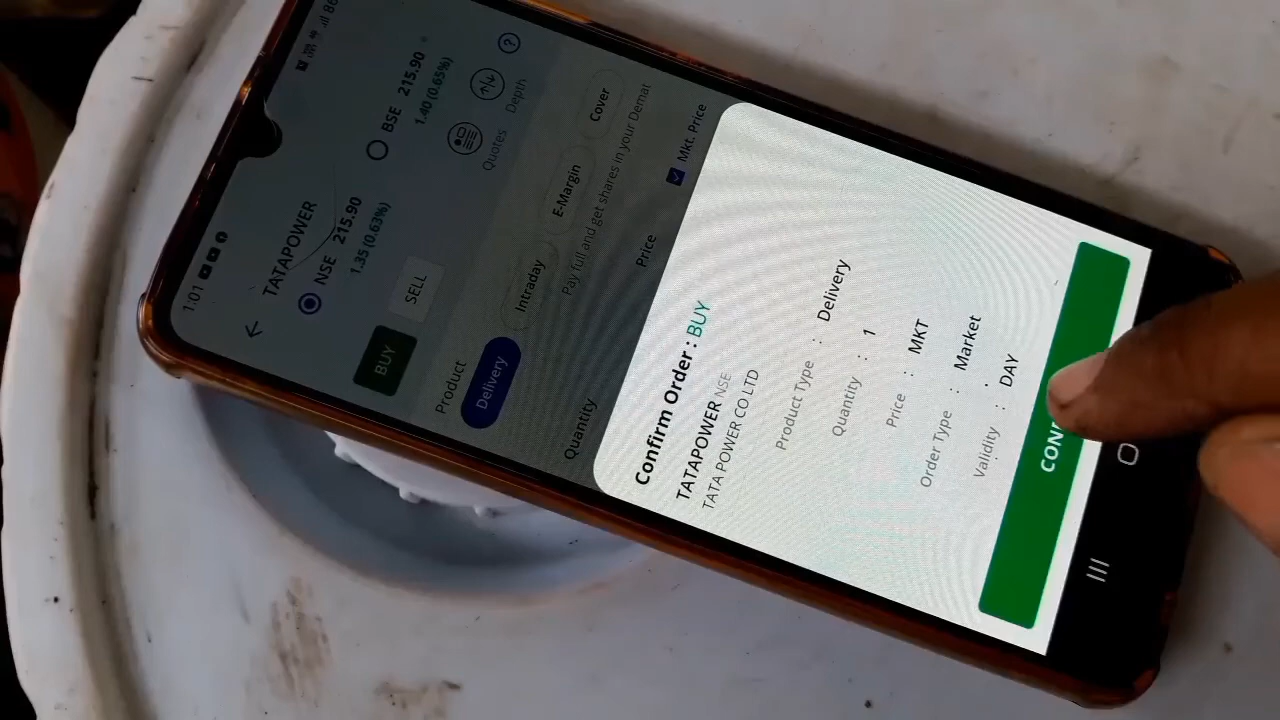 1:01
TATAPOWER
NSE 215.90
1.35 (0.63%)
BSE 215.90
1.40 (0.65%)
BUY
SELL
Quotes
Depth
Product
Delivery
Intraday
E-Margin
Cover
Pay full and get shares in your Demat
Quantity
Price
Mkt. Price
Confirm Order : BUY
TATAPOWER NSE
TATA POWER CO LTD
Product Type : Delivery
Quantity : 1
Price : MKT
Order Type : Market
Validity : DAY